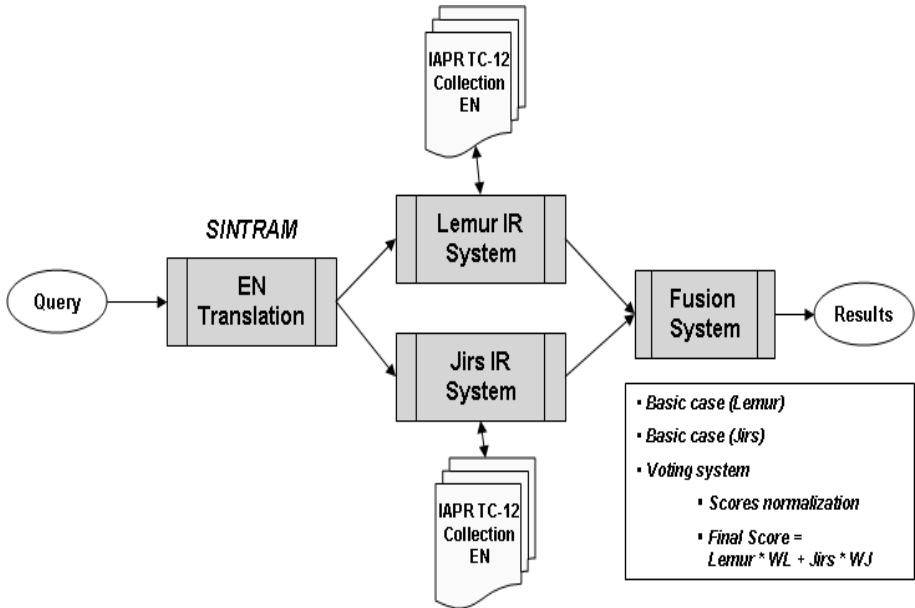 IAPR TC-12
Collection
EN
SINTRAM
Lemur IR
System
Query
EN
Translation
Fusion
System
Results
Jirs IR
System
▪ Basic case (Lemur)
▪ Basic case (Jirs)
▪ Voting system
▪ Scores normalization
▪ Final Score =
Lemur * WL + Jirs * WJ
IAPR TC-12
Collection
EN